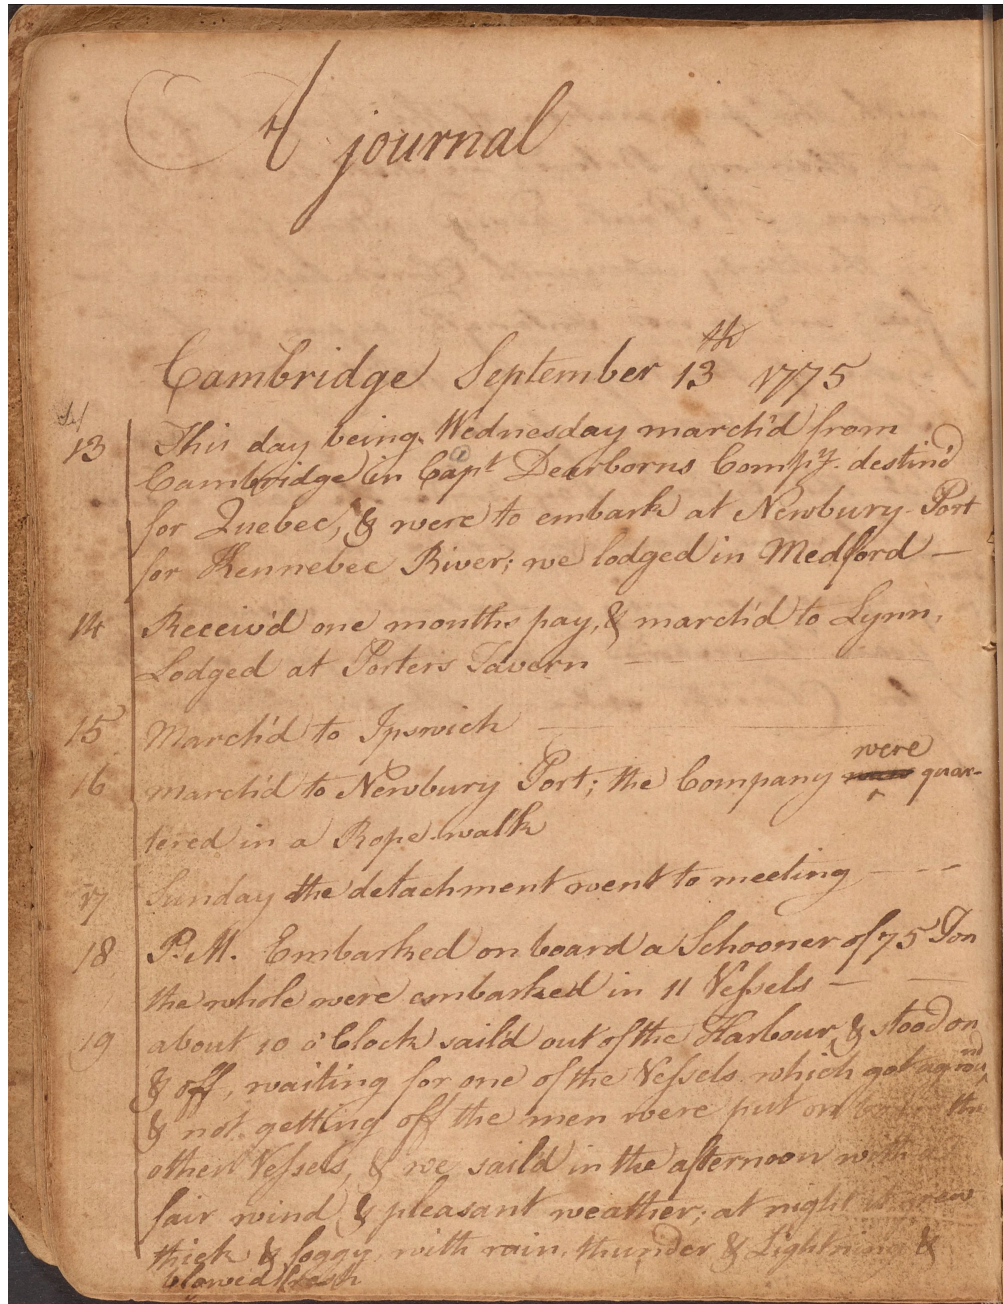 A journal
Cambridge September 13th 1775
13 This day being Wednesday march'd from
Cambridge in Capt Dearborns Compy. destin'd
for Quebec, & were to embark at Newbury-Port
for Kennebec River; we lodged in Medford —
14 Receiv'd one months pay, & march'd to Lynn,
Lodged at Porters Tavern —
15 March'd to Ipswich —
16 march'd to Newbury Port; the Company were quar-
tered in a Rope-walk
17 Sunday the detachment went to meeting — - –
18 P.M. Embarked on board a Schooner of 75 Ton
the whole were embarked in 11 Vessels — —
19 about 10 o'Clock sail'd out of the Harbour, & stood on
& off, waiting for one of the Vessels which got aground,
& not getting off the men were put on board the
other Vessels, & we sail'd in the afternoon with a
fair wind & pleasant weather; at night it grew
thick & foggy, with rain, thunder & Lightning &
blowed fresh